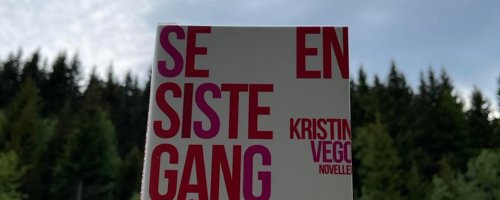 SE EN
SISTE
GANG
KRISTIN
VEGO
NOVELLER